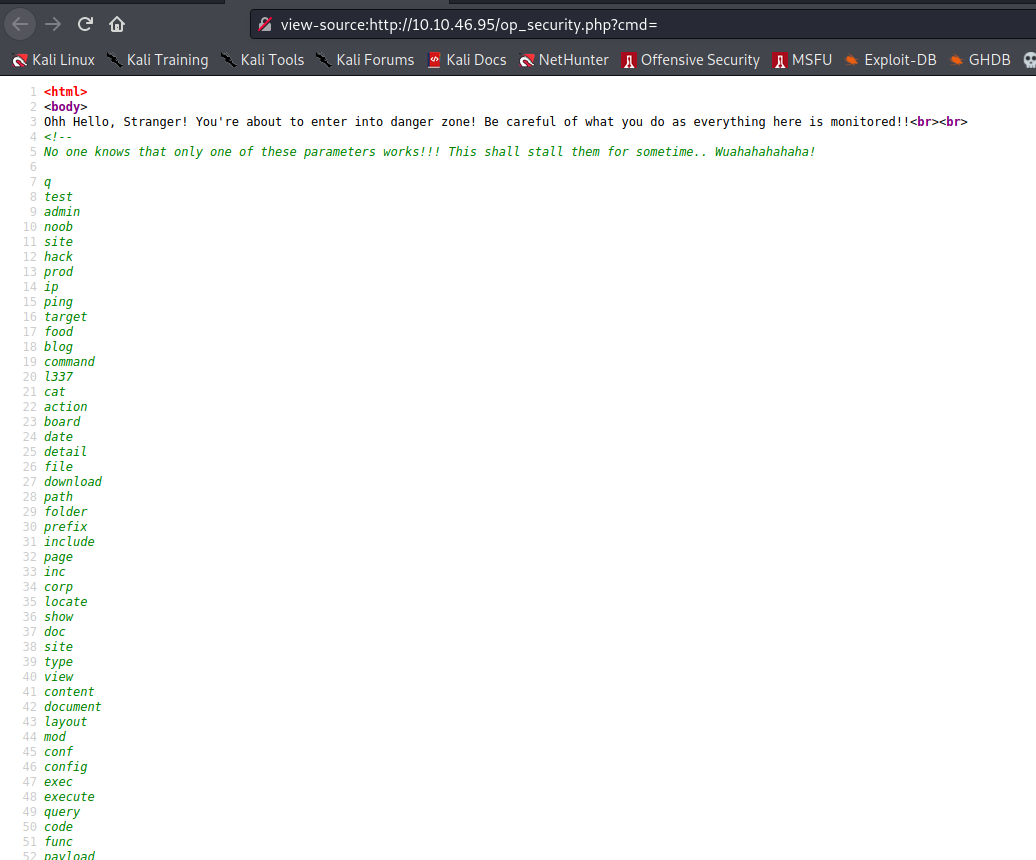 view-source:http://10.10.46.95/op_security.php?cmd=
Kali Linux Kali Training Kali Tools Kali Forums Kali Docs NetHunter Offensive Security MSFU Exploit-DB GHDB
1 <html>
2 <body>
3 Ohh Hello, Stranger! You're about to enter into danger zone! Be careful of what you do as everything here is monitored!!<br><br>
4 <!--
5 No one knows that only one of these parameters works!!! This shall stall them for sometime.. Wuahahahahaha!
6
7 q
8 test
9 admin
10 noob
11 site
12 hack
13 prod
14 ip
15 ping
16 target
17 food
18 blog
19 command
20 l337
21 cat
22 action
23 board
24 date
25 detail
26 file
27 download
28 path
29 folder
30 prefix
31 include
32 page
33 inc
34 corp
35 locate
36 show
37 doc
38 site
39 type
40 view
41 content
42 document
43 layout
44 mod
45 conf
46 config
47 exec
48 execute
49 query
50 code
51 func
52 payload